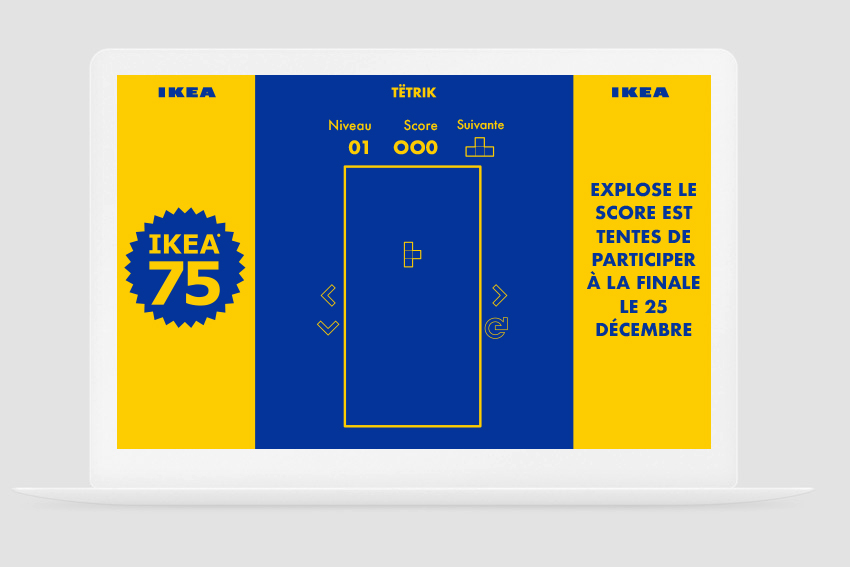 IKEA
IKEA
75
TËTRIK
Niveau
Score
Suivante
01
000
IKEA
EXPLOSE LE
SCORE EST
TENTES DE
PARTICIPER
À LA FINALE
LE 25
DÉCEMBRE